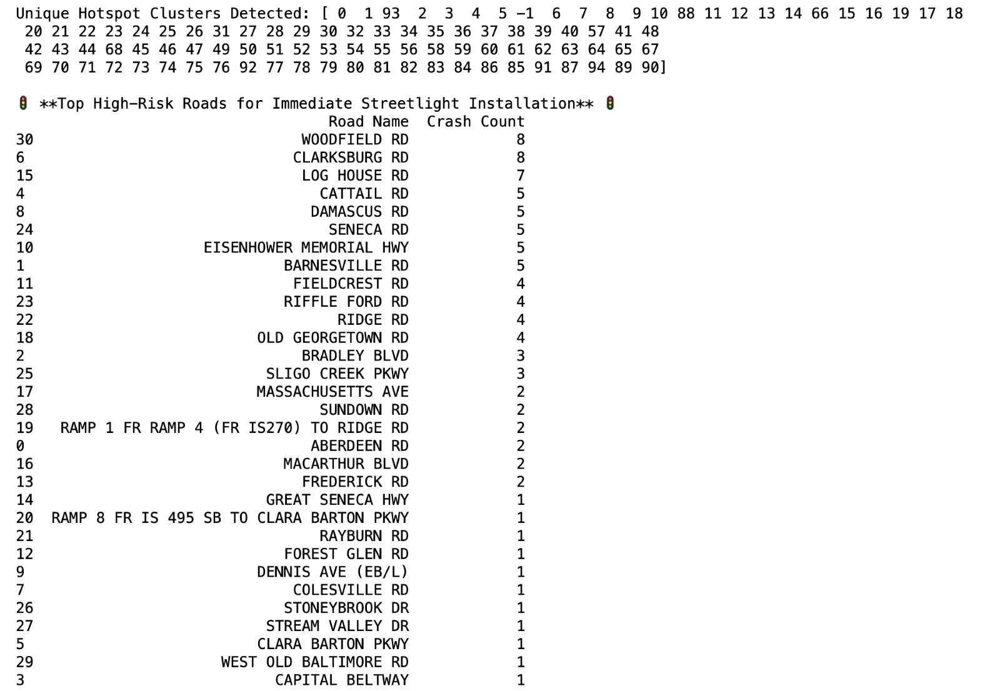 Unique Hotspot Clusters Detected: [ 0  1 93  2  3  4  5 -1  6  7  8  9 10 88 11 12 13 14 66 15 16 19 17 18
 20 21 22 23 24 25 26 31 27 28 29 30 32 33 34 35 36 37 38 39 40 57 41 48
 42 43 44 68 45 46 47 49 50 51 52 53 54 55 56 58 59 60 61 62 63 64 65 67
 69 70 71 72 73 74 75 76 92 77 78 79 80 81 82 83 84 86 85 91 87 94 89 90]
🚦 **Top High-Risk Roads for Immediate Streetlight Installation** 🚦
Road Name  Crash Count
30 WOODFIELD RD 8
6 CLARKSBURG RD 8
15 LOG HOUSE RD 7
4 CATTAIL RD 5
8 DAMASCUS RD 5
24 SENECA RD 5
10 EISENHOWER MEMORIAL HWY 5
1 BARNESVILLE RD 5
11 FIELDCREST RD 4
23 RIFFLE FORD RD 4
22 RIDGE RD 4
18 OLD GEORGETOWN RD 4
2 BRADLEY BLVD 3
25 SLIGO CREEK PKWY 3
17 MASSACHUSETTS AVE 2
28 SUNDOWN RD 2
19 RAMP 1 FR RAMP 4 (FR IS270) TO RIDGE RD 2
0 ABERDEEN RD 2
16 MACARTHUR BLVD 2
13 FREDERICK RD 2
14 GREAT SENECA HWY 1
20 RAMP 8 FR IS 495 SB TO CLARA BARTON PKWY 1
21 RAYBURN RD 1
12 FOREST GLEN RD 1
9 DENNIS AVE (EB/L) 1
7 COLESVILLE RD 1
26 STONEYBROOK DR 1
27 STREAM VALLEY DR 1
5 CLARA BARTON PKWY 1
29 WEST OLD BALTIMORE RD 1
3 CAPITAL BELTWAY 1